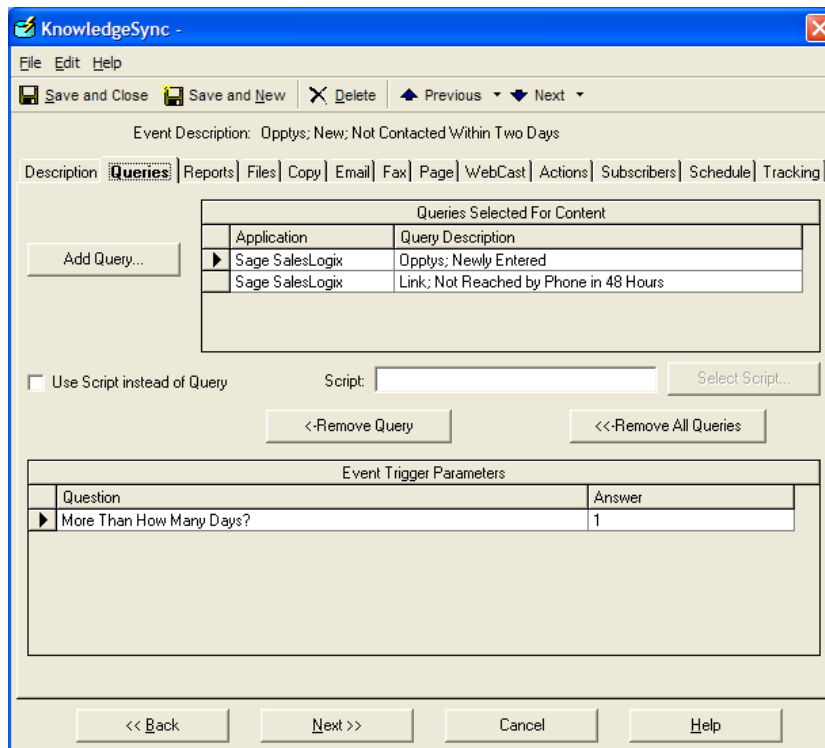 KnowledgeSync -
File Edit Help
Save and Close Save and New Delete Previous Next
Event Description: Opptys; New; Not Contacted Within Two Days
Description Queries Reports Files Copy Email Fax Page WebCast Actions Subscribers Schedule Tracking
Queries Selected For Content
Application Query Description
Add Query...
Sage SalesLogix Opptys; Newly Entered
Sage SalesLogix Link; Not Reached by Phone in 48 Hours
Use Script instead of Query Script: Select Script...
<-Remove Query <<-Remove All Queries
Event Trigger Parameters
Question Answer
More Than How Many Days? 1
<< Back Next >> Cancel Help